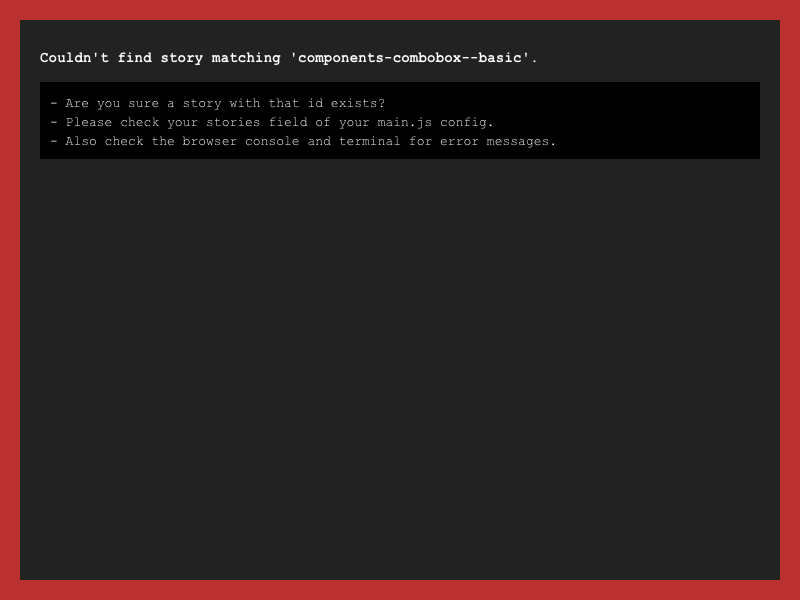 Couldn't find story matching 'components-combobox--basic'.
- Are you sure a story with that id exists?
- Please check your stories field of your main.js config.
- Also check the browser console and terminal for error messages.